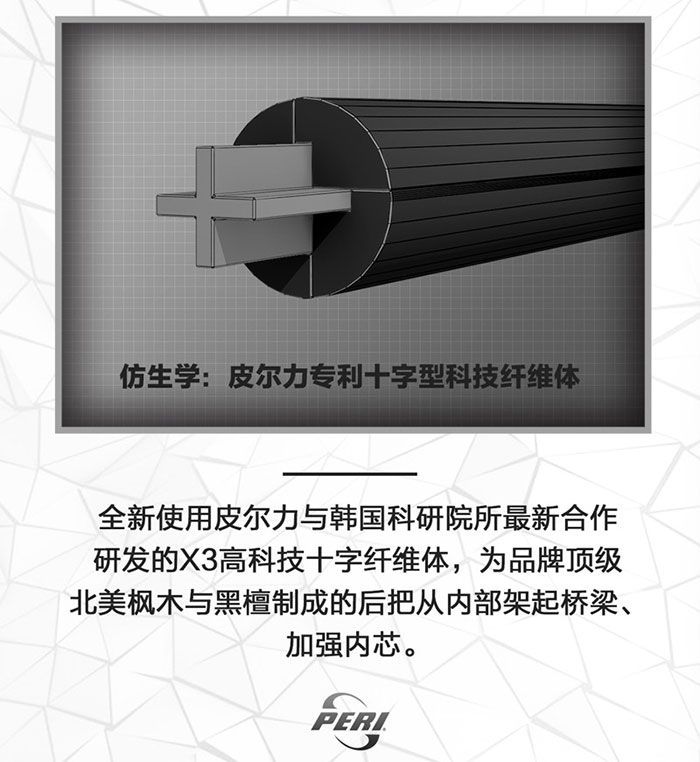 仿生学：皮尔力专利十字型科技纤维体
全新使用皮尔力与韩国科研院所最新合作
研发的X3高科技十字纤维体，为品牌顶级
北美枫木与黑檀制成的后把从内部架起桥梁、
加强内芯。
PERI